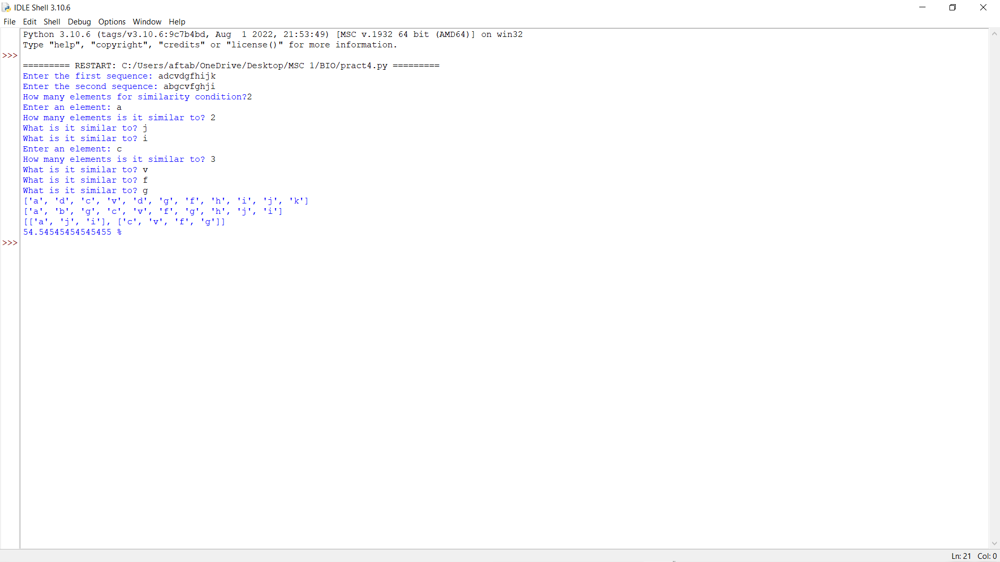 IDLE Shell 3.10.6
File Edit Shell Debug Options Window Help
Python 3.10.6 (tags/v3.10.6:9c7b4bd, Aug  1 2022, 21:53:49) [MSC v.1932 64 bit (AMD64)] on win32
Type "help", "copyright", "credits" or "license()" for more information.
>>>
========= RESTART: C:/Users/aftab/OneDrive/Desktop/MSC 1/BIO/pract4.py =========
Enter the first sequence: adcvdgfhijk
Enter the second sequence: abgcvfghji
How many elements for similarity condition?2
Enter an element: a
How many elements is it similar to? 2
What is it similar to? j
What is it similar to? i
Enter an element: c
How many elements is it similar to? 3
What is it similar to? v
What is it similar to? f
What is it similar to? g
['a', 'd', 'c', 'v', 'd', 'g', 'f', 'h', 'i', 'j', 'k']
['a', 'b', 'g', 'c', 'v', 'f', 'g', 'h', 'j', 'i']
[['a', 'j', 'i'], ['c', 'v', 'f', 'g']]
54.54545454545455 %
>>>
Ln: 21 Col: 0